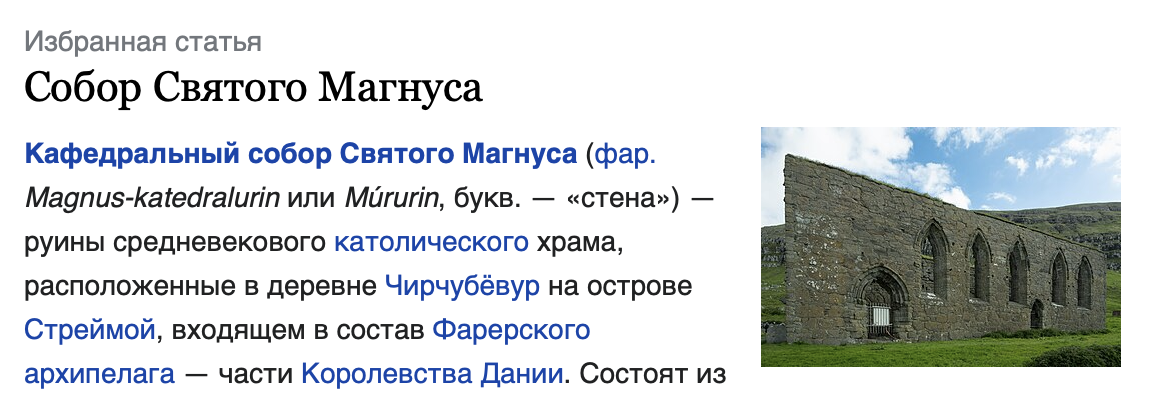 Избранная статья
Собор Святого Магнуса
Кафедральный собор Святого Магнуса (фар.
Magnus-katedralurin или Múrurin, букв. — «стена») —
руины средневекового католического храма,
расположенные в деревне Чирчубёвур на острове
Стреймой, входящем в состав Фарерского
архипелага — части Королевства Дании. Состоят из